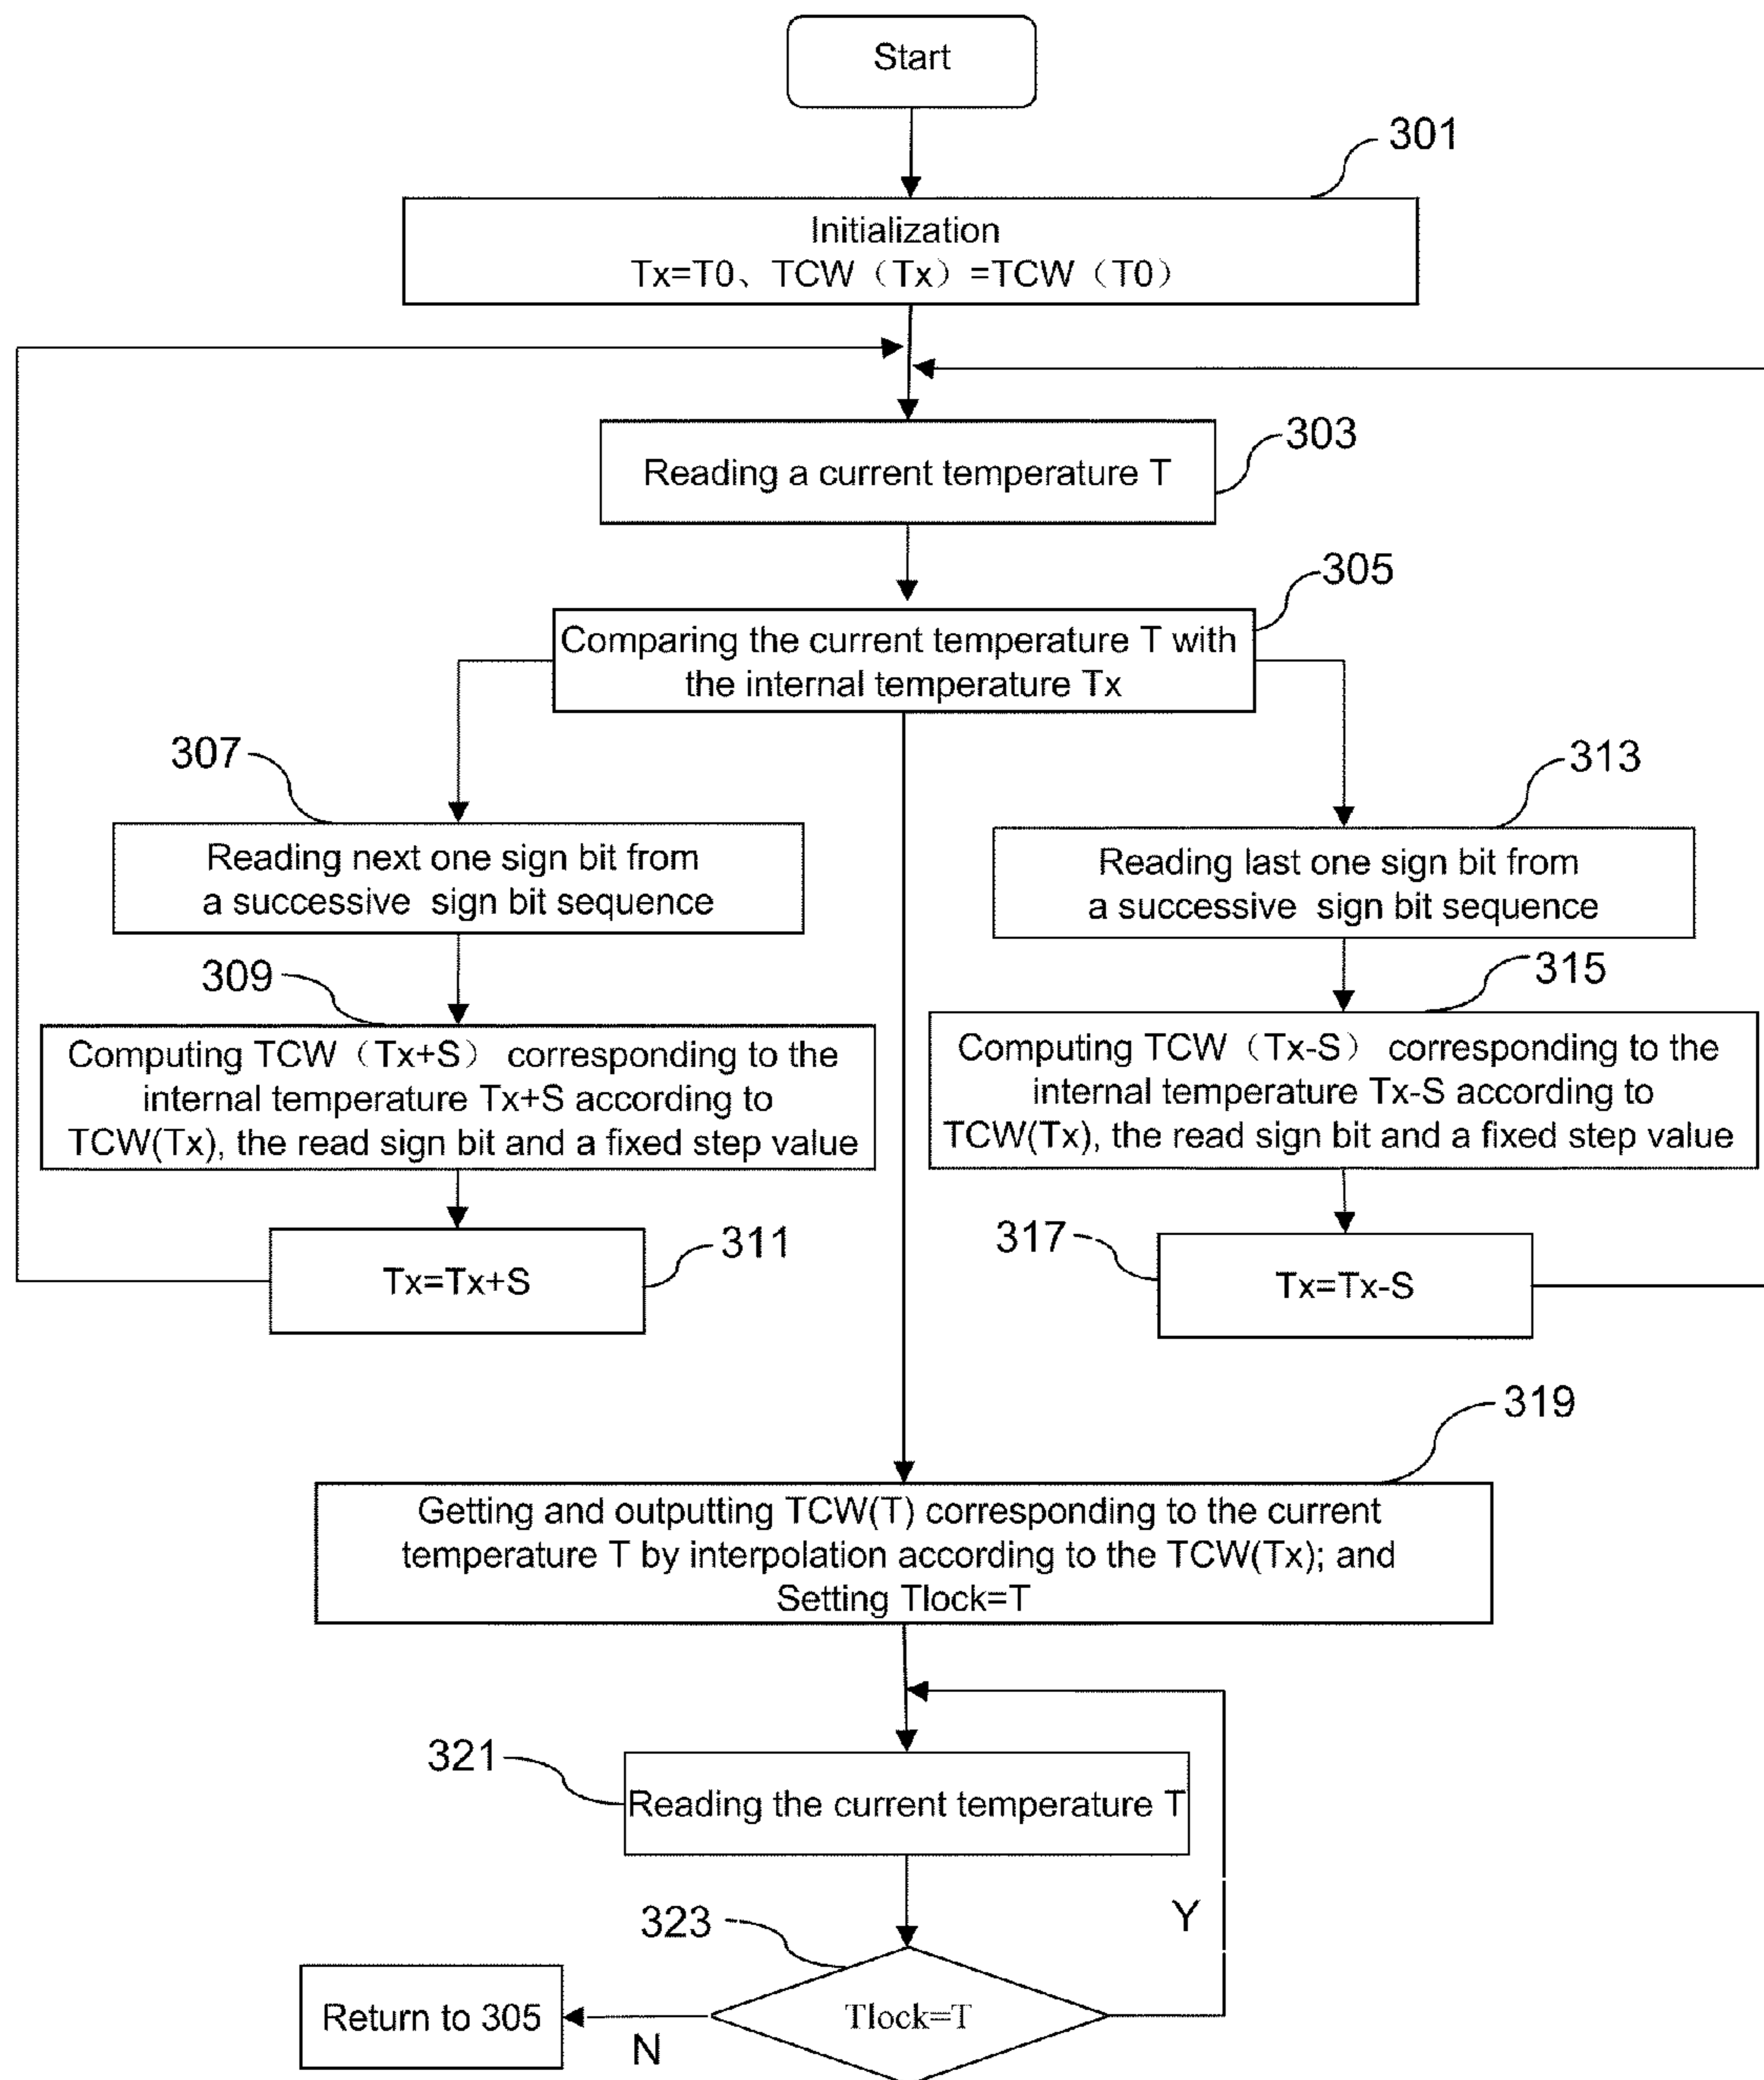 Start
301
Initialization
Tx=T0、TCW（Tx）=TCW（T0）
303
Reading a current temperature T
305
Comparing the current temperature T with
the internal temperature Tx
307
Reading next one sign bit from
a successive sign bit sequence
313
Reading last one sign bit from
a successive sign bit sequence
309
Computing TCW（Tx+S） corresponding to the
internal temperature Tx+S according to
TCW(Tx), the read sign bit and a fixed step value
315
Computing TCW（Tx-S） corresponding to the
internal temperature Tx-S according to
TCW(Tx), the read sign bit and a fixed step value
311
Tx=Tx+S
317
Tx=Tx-S
319
Getting and outputting TCW(T) corresponding to the current
temperature T by interpolation according to the TCW(Tx); and
Setting Tlock=T
321
Reading the current temperature T
323
Y
Tlock=T
N
Return to 305